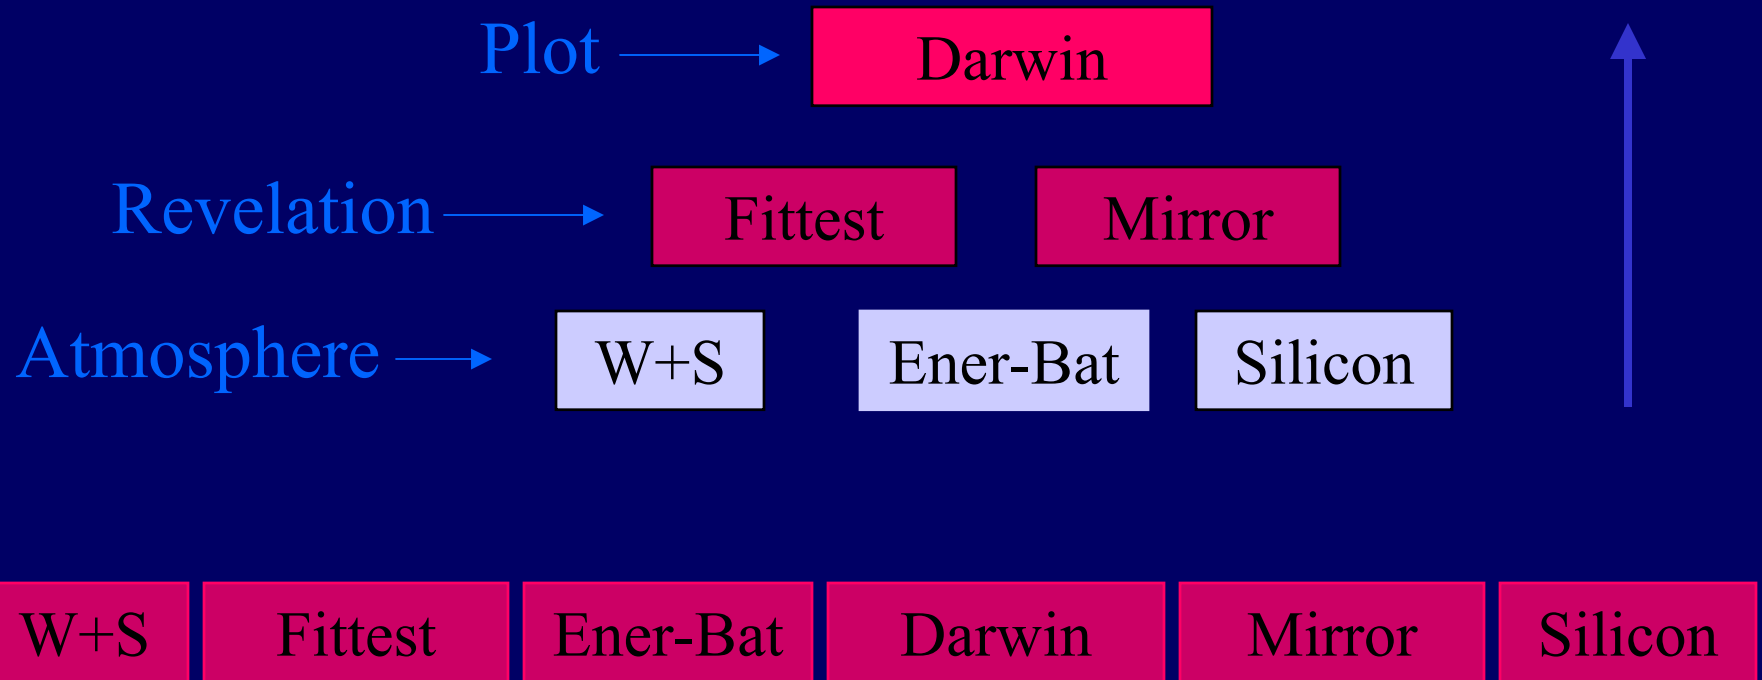 Plot Darwin
Revelation Fittest Mirror
Atmosphere W+S Ener-Bat Silicon
W+S Fittest Ener-Bat Darwin Mirror Silicon